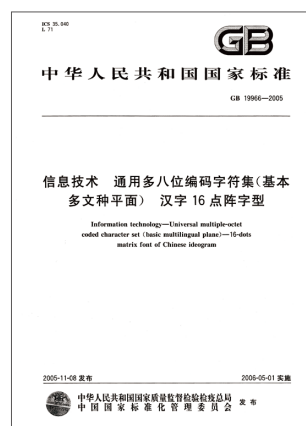 ICS 35.040
L 71
GB
中华人民共和国国家标准
GB 19966—2005
信息技术 通用多八位编码字符集(基本
多文种平面) 汉字16点阵字型
Information technology—Universal multiple-octet
coded character set (basic multilingual plane)—16-dots
matrix font of Chinese ideogram
2005-11-08 发布 2006-05-01 实施
中华人民共和国国家质量监督检验检疫总局
中国国家标准化管理委员会 发布